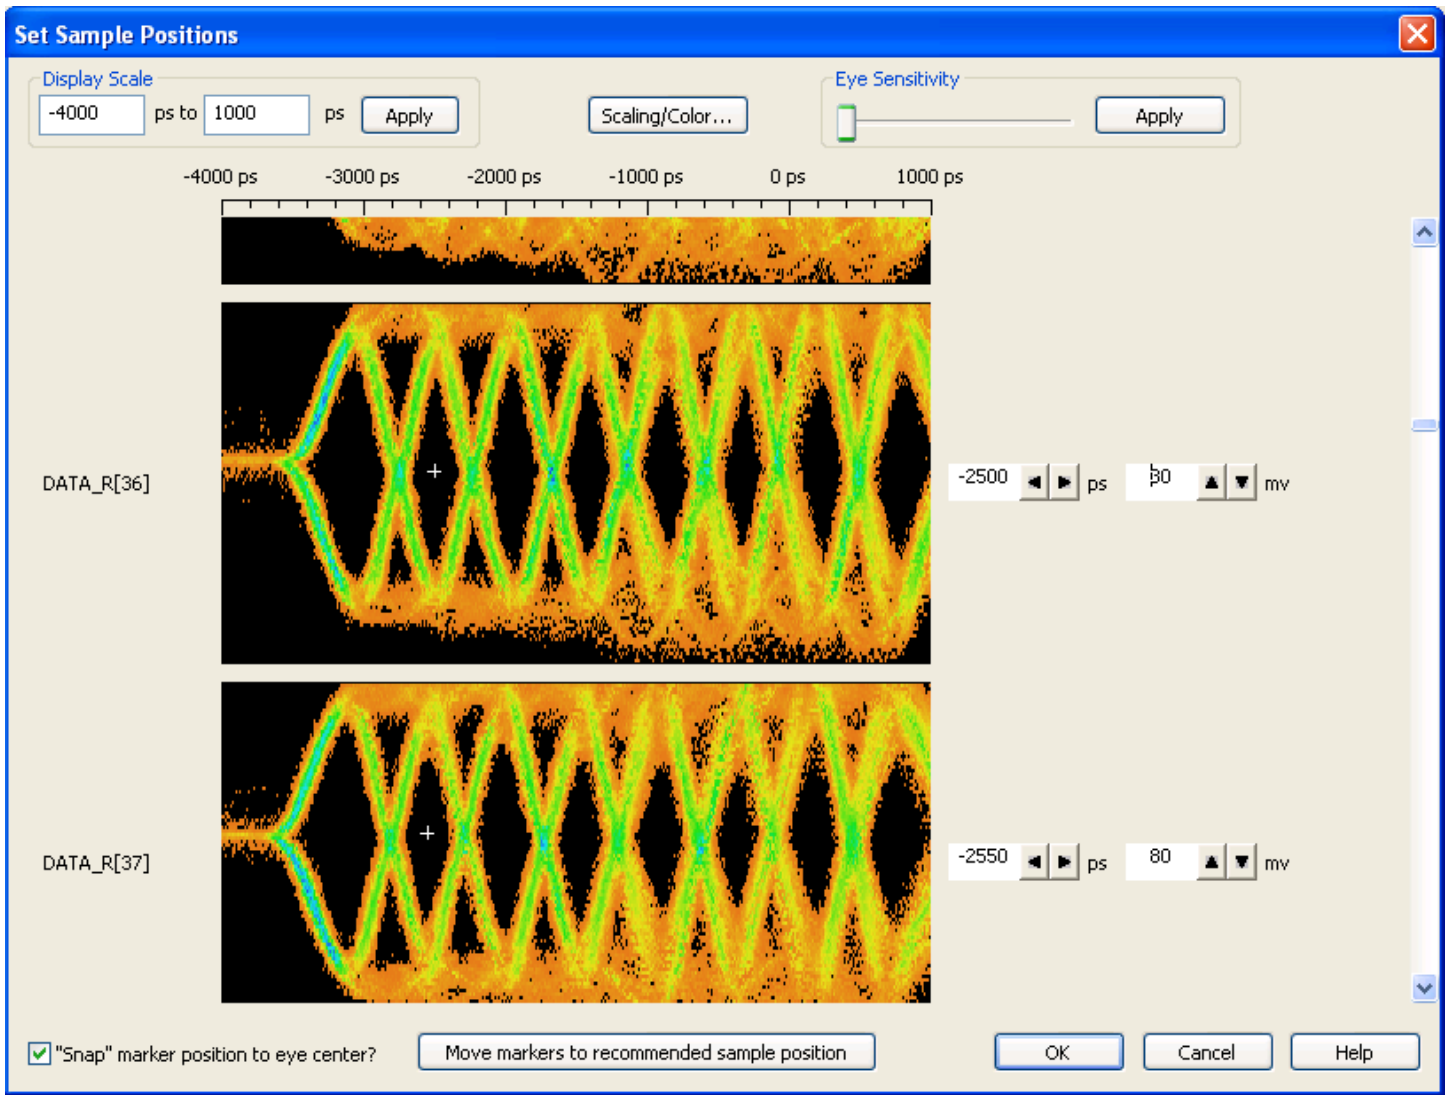 Set Sample Positions
Display Scale
Eye Sensitivity
-4000 ps to 1000 ps Apply Scaling/Color... Apply
-4000 ps -3000 ps -2000 ps -1000 ps 0 ps 1000 ps
DATA_R[36] -2500 ps 80 mv
DATA_R[37] -2550 ps 80 mv
"Snap" marker position to eye center? Move markers to recommended sample position OK Cancel Help